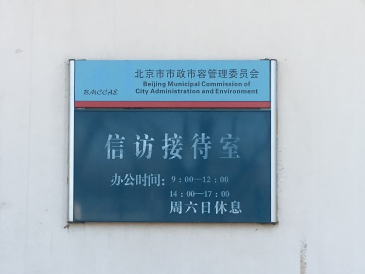 北京市市政市容管理委员会
Beijing Municipal Commission of
City Administration and Environment
BMCCAE
信访接待室
办公时间：9：00—12：00
14：00—17：00
周六日休息